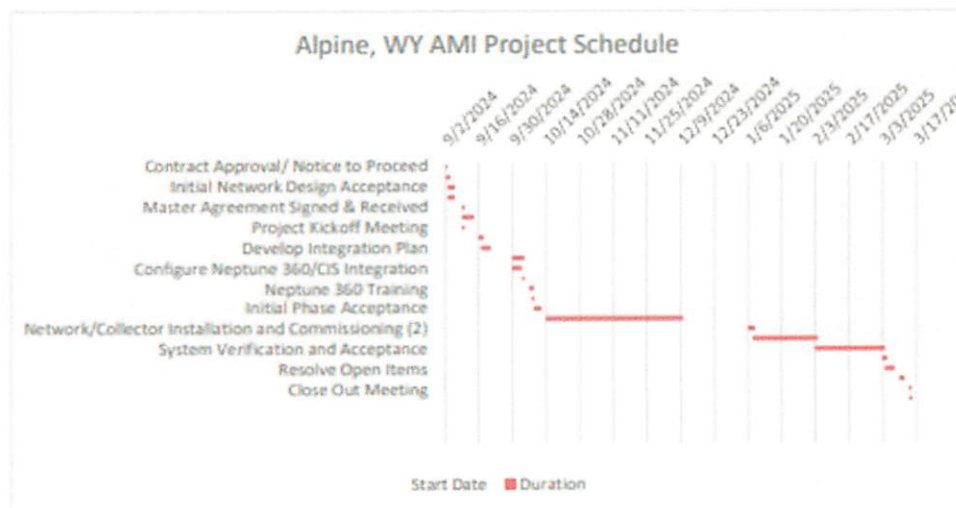 Alpine, WY AMI Project Schedule
9/2/2024
9/16/2024
9/30/2024
10/14/2024
10/28/2024
11/11/2024
11/25/2024
12/9/2024
12/23/2024
1/6/2025
1/20/2025
2/3/2025
2/17/2025
3/3/2025
3/17/20
Contract Approval/ Notice to Proceed
Initial Network Design Acceptance
Master Agreement Signed & Received
Project Kickoff Meeting
Develop Integration Plan
Configure Neptune 360/CIS Integration
Neptune 360 Training
Initial Phase Acceptance
Network/Collector Installation and Commissioning (2)
System Verification and Acceptance
Resolve Open Items
Close Out Meeting
Start Date
Duration